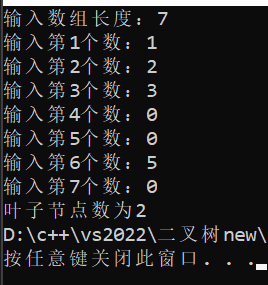 输入数组长度：7
输入第1个数：1
输入第2个数：2
输入第3个数：3
输入第4个数：0
输入第5个数：0
输入第6个数：5
输入第7个数：0
叶子节点数为2
D:\c++\vs2022\二叉树new\
按任意键关闭此窗口. . .